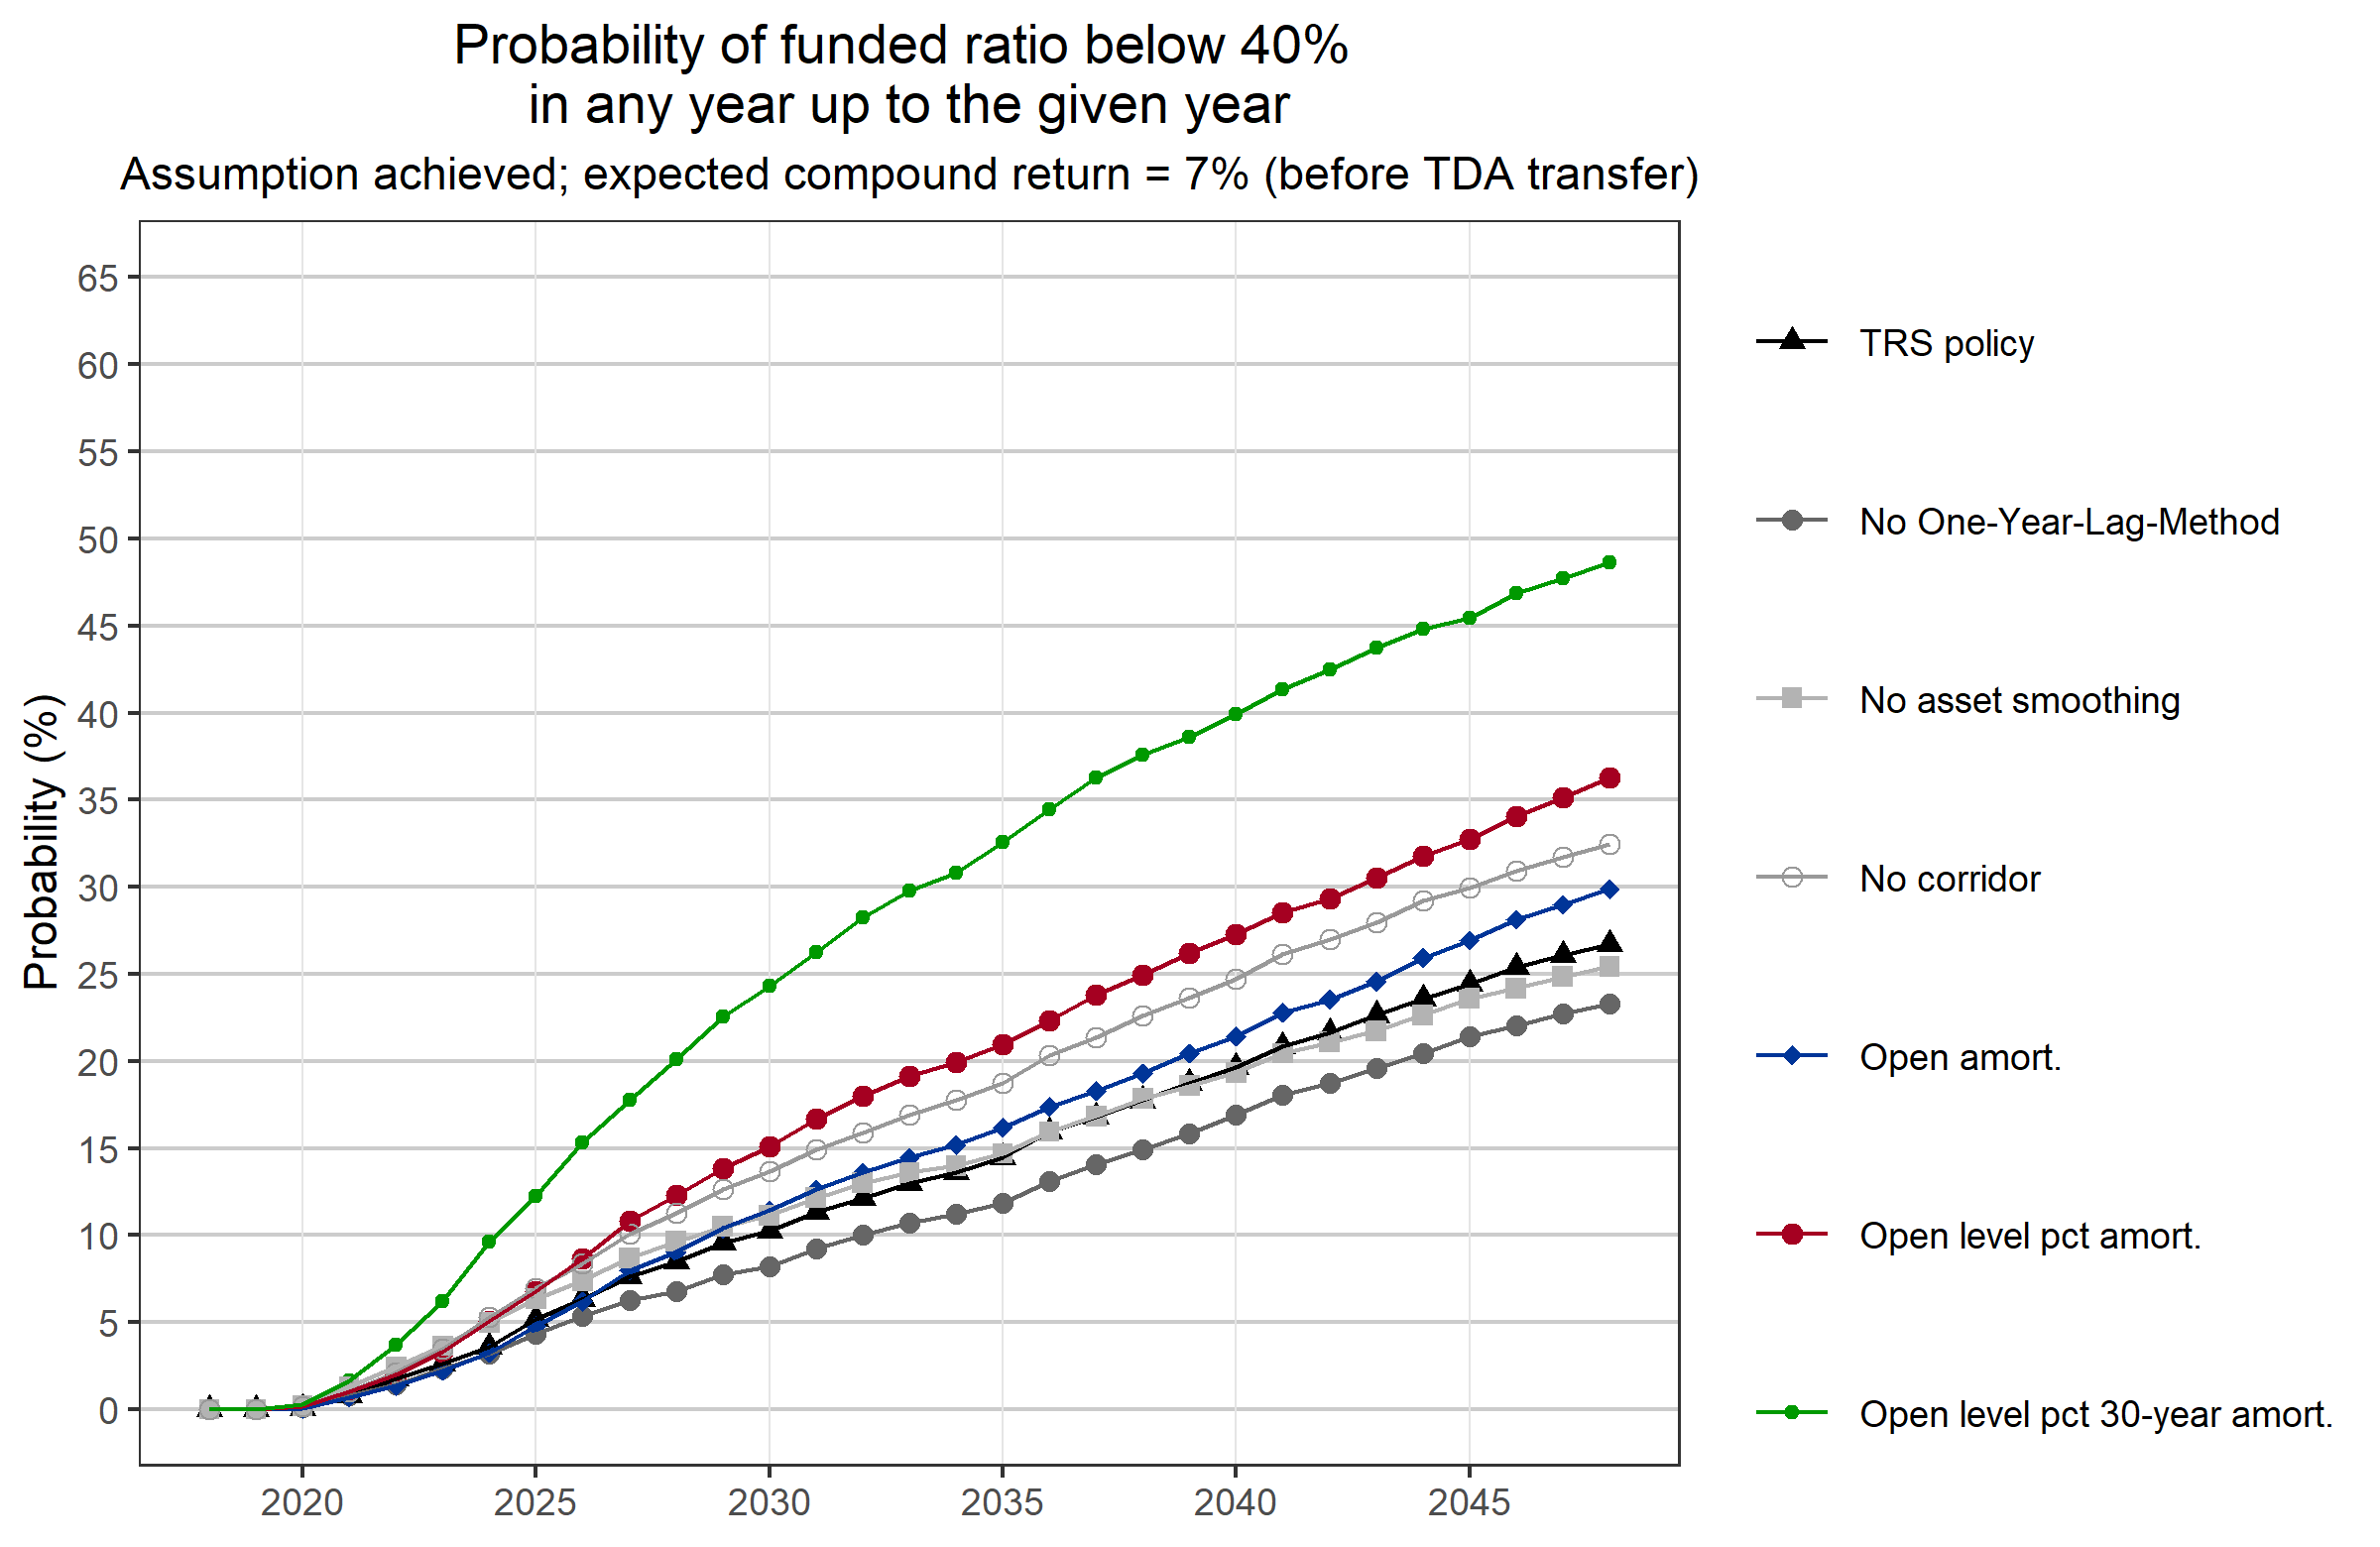 Probability of funded ratio below 40%
in any year up to the given year
Assumption achieved; expected compound return = 7% (before TDA transfer)
Probability (%)
65
60
55
50
45
40
35
30
25
20
15
10
5
0
2020
2025
2030
2035
2040
2045
TRS policy
No One-Year-Lag-Method
No asset smoothing
No corridor
Open amort.
Open level pct amort.
Open level pct 30-year amort.